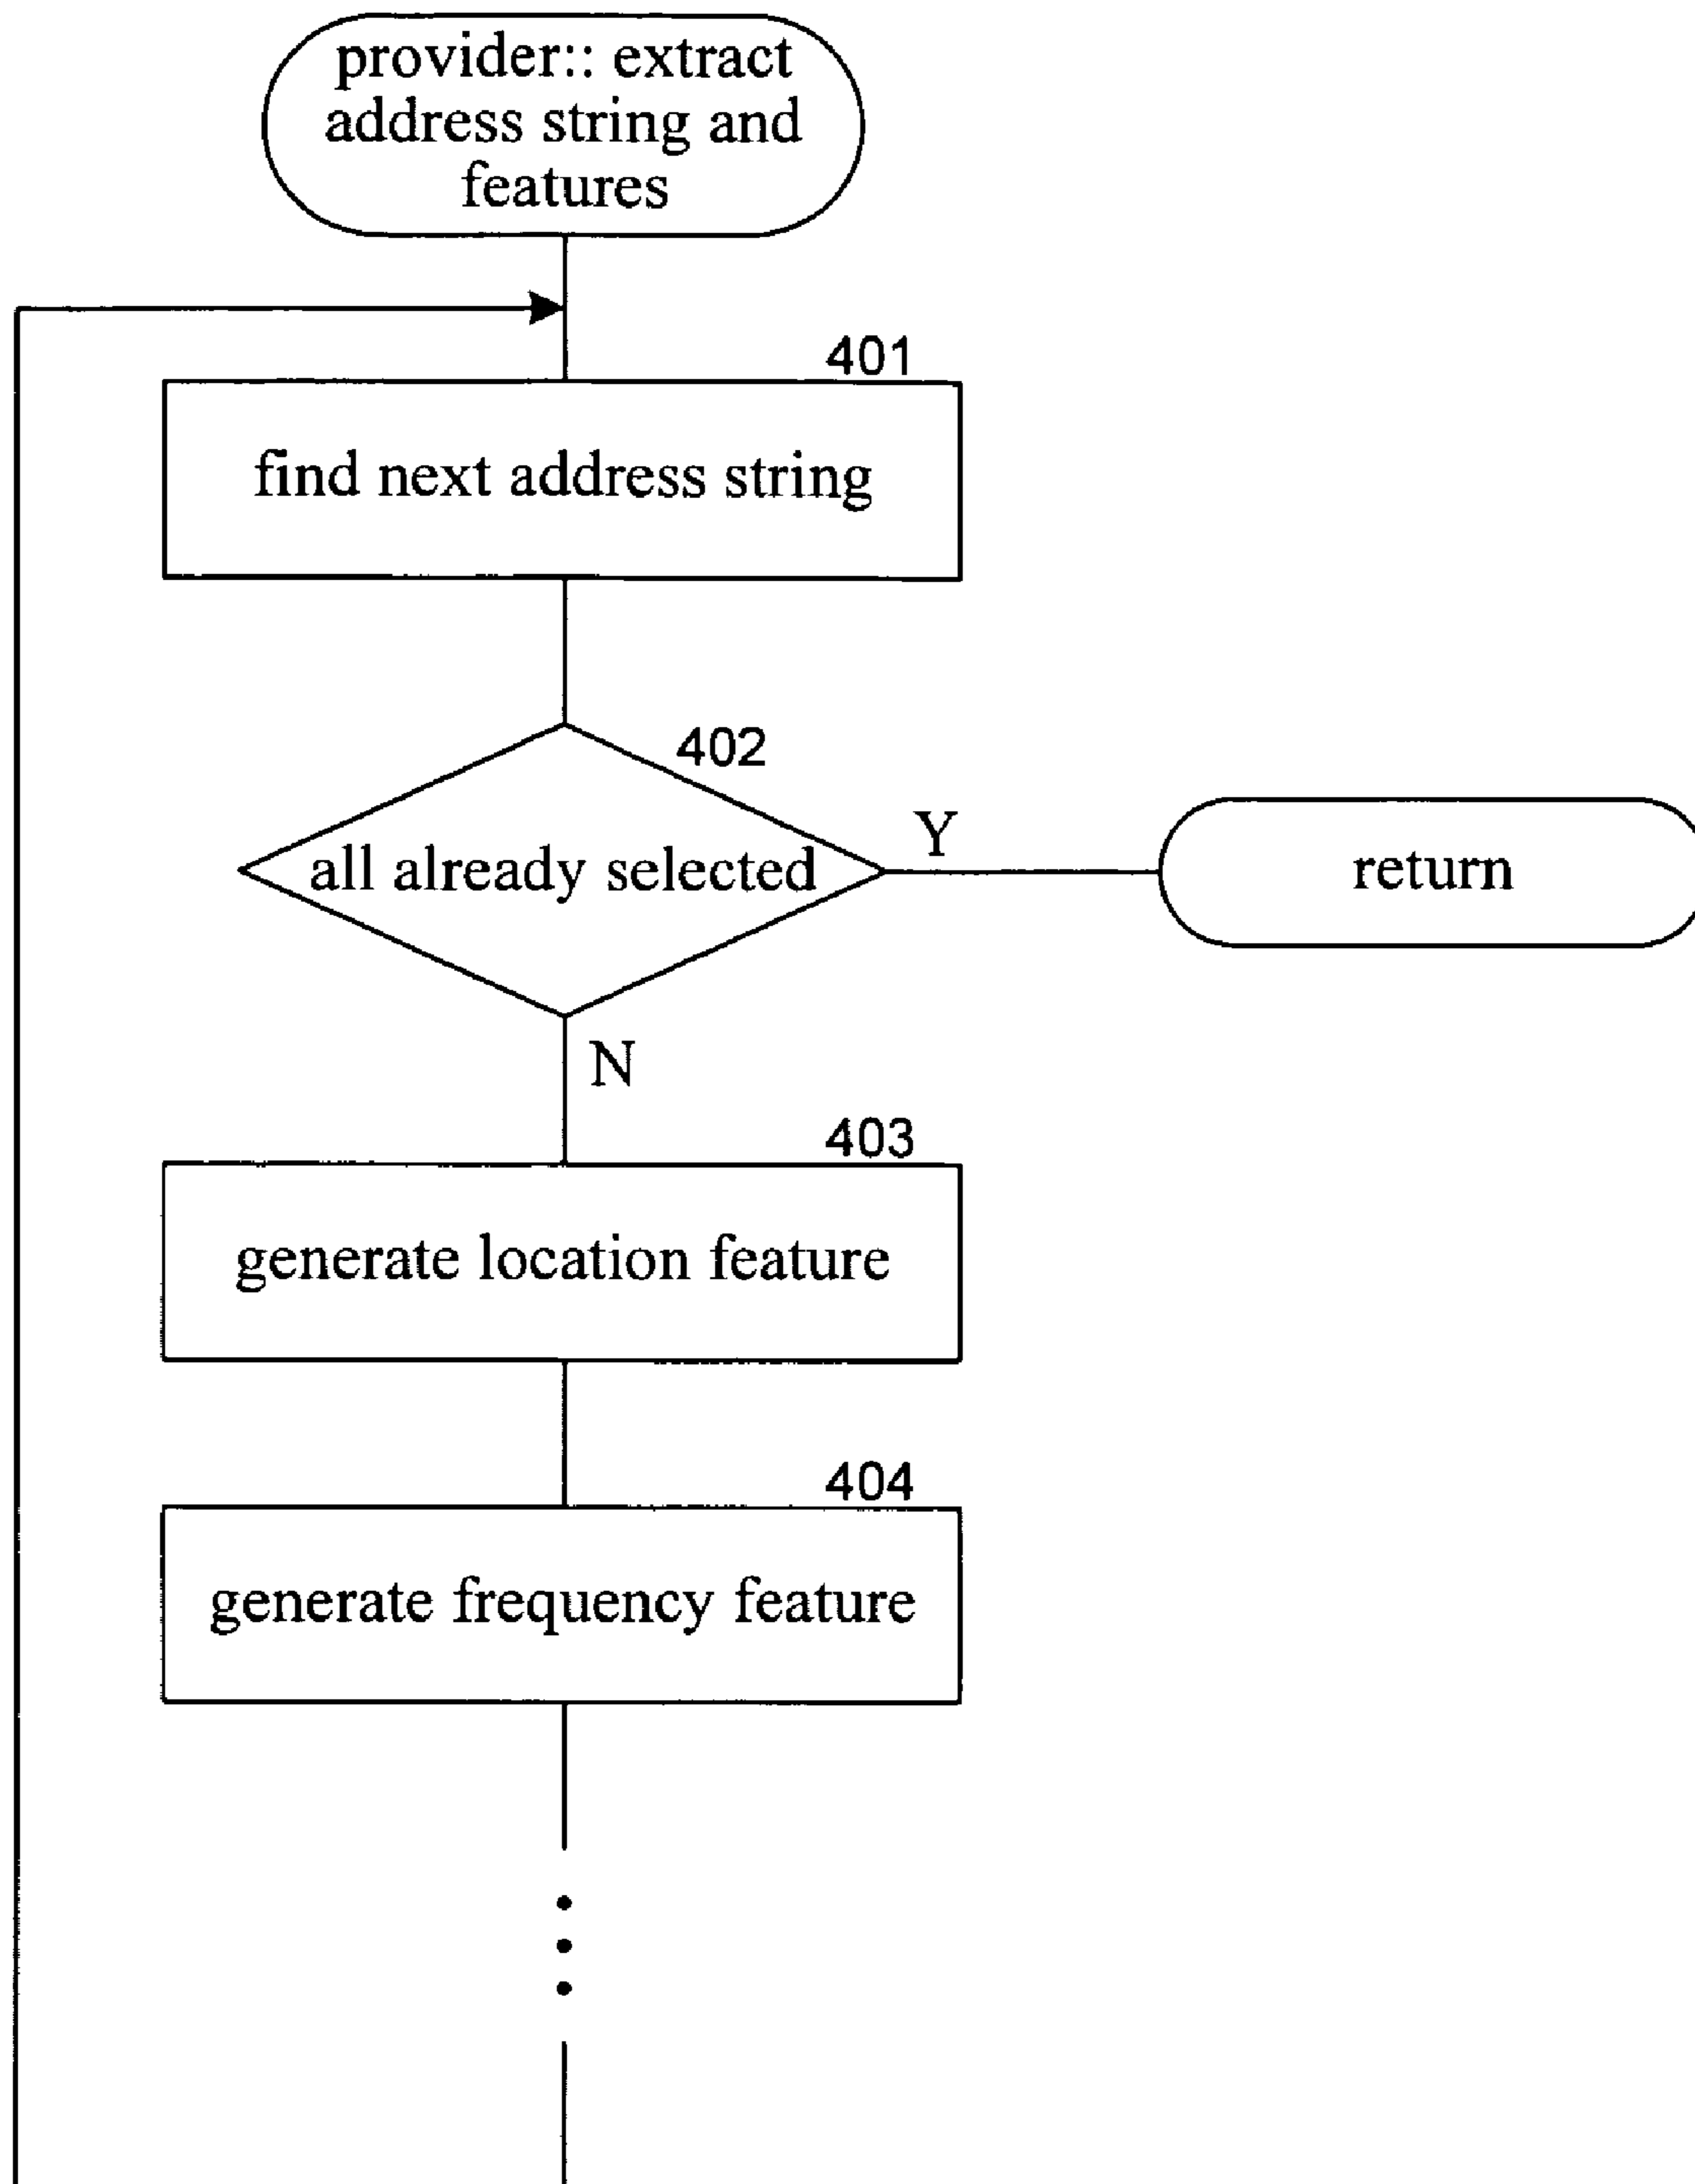 provider:: extract
address string and
features
401
find next address string
402
all already selected
Y
return
N
403
generate location feature
404
generate frequency feature